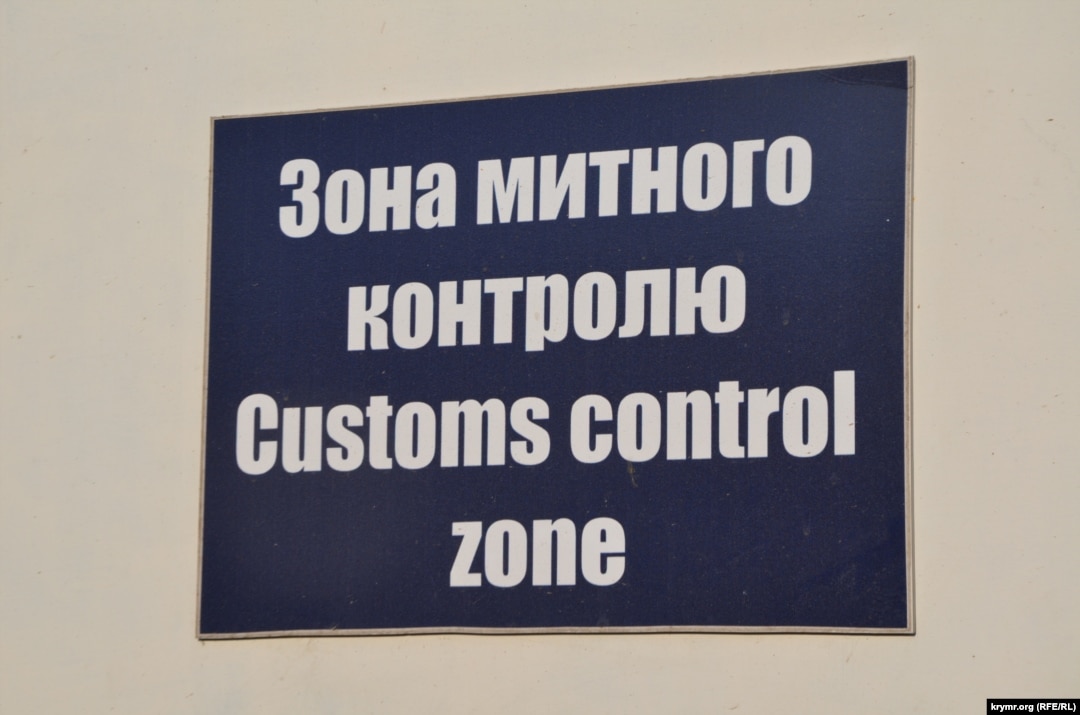 Зона митного
контролю
Customs control
zone
krymr.org (RFE/RL)